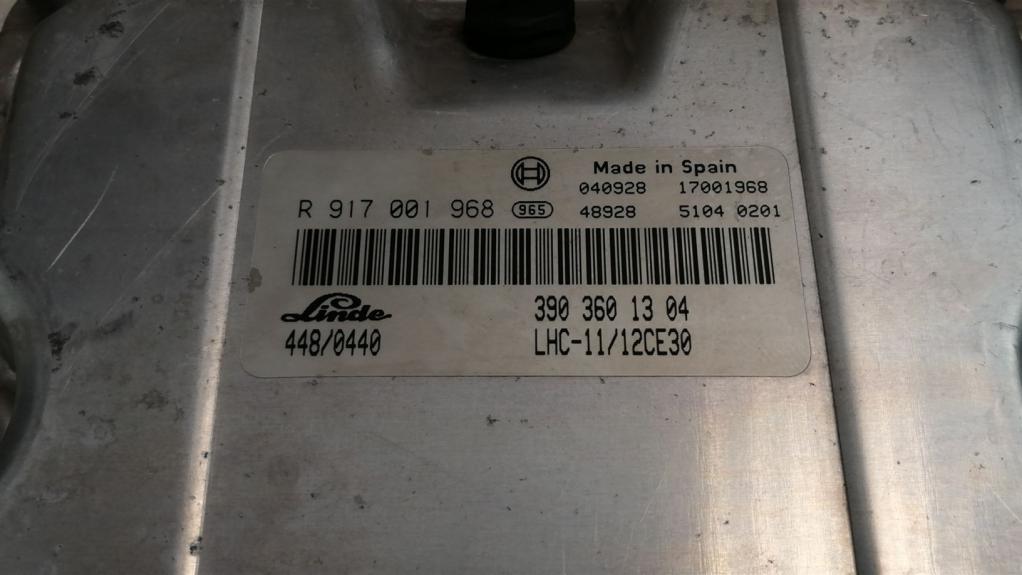 Made in Spain
040928 17001968
R 917 001 968 965 48928 5104 0201
Linde 390 360 13 04
448/0440 LHC-11/12CE30